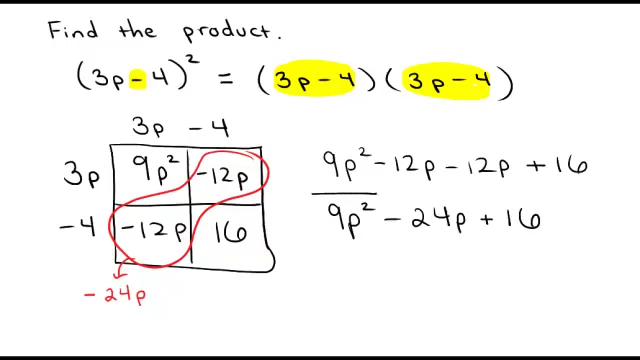 Find the product.
(3p - 4)² = (3p - 4)(3p - 4)
3p - 4
3p 9p² -12p
-4 -12p 16
-24p
9p² - 12p - 12p + 16
9p² - 24p + 16